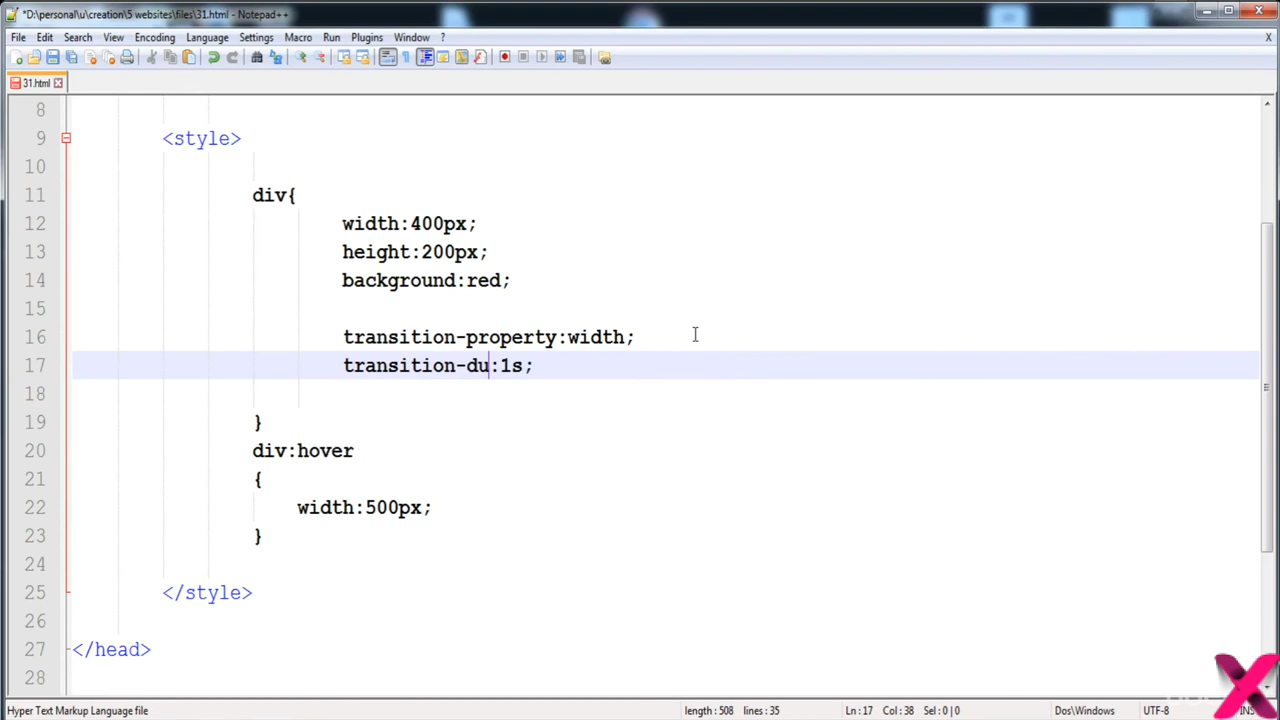 *D:\personal\u\creation\5 websites\files\31.html - Notepad++
File Edit Search View Encoding Language Settings Macro Run Plugins Window ? X
31.html
8
9 <style>
10
11 div{
12 width:400px;
13 height:200px;
14 background:red;
15
16 transition-property:width;
17 transition-du:1s;
18
19 }
20 div:hover
21 {
22 width:500px;
23 }
24
25 </style>
26
27 </head>
28
Hyper Text Markup Language file length: 508 lines: 35 Ln:17 Col:38 Sel:0|0 Dos\Windows UTF-8 INS